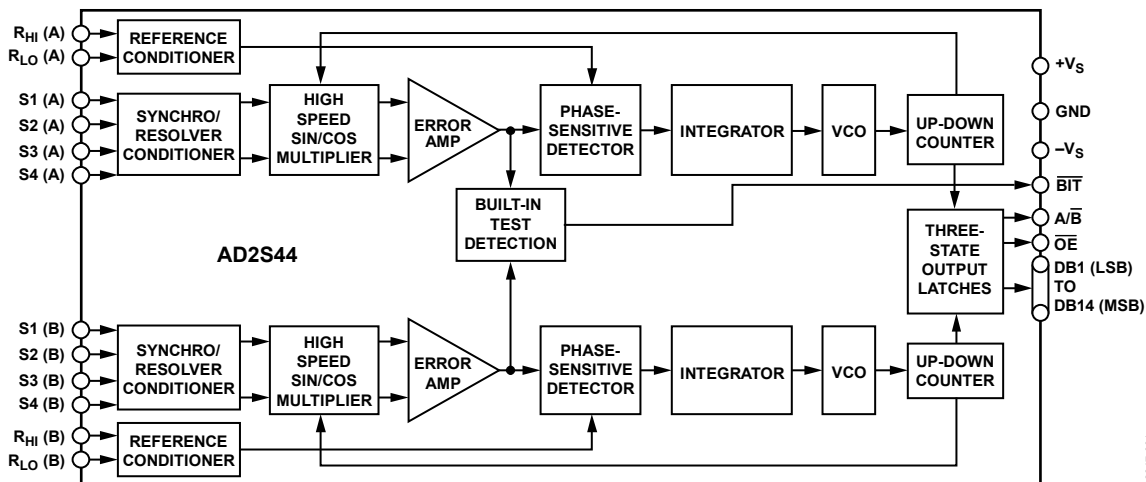 R_HI (A)
R_LO (A)
REFERENCE
CONDITIONER
S1 (A)
S2 (A)
S3 (A)
S4 (A)
SYNCHRO/
RESOLVER
CONDITIONER
HIGH
SPEED
SIN/COS
MULTIPLIER
ERROR
AMP
PHASE-
SENSITIVE
DETECTOR
INTEGRATOR
VCO
UP-DOWN
COUNTER
+V_S
GND
–V_S
B̅I̅T̅
A/B̅
O̅E̅
DB1 (LSB)
TO
DB14 (MSB)
BUILT-IN
TEST
DETECTION
THREE-
STATE
OUTPUT
LATCHES
AD2S44
S1 (B)
S2 (B)
S3 (B)
S4 (B)
SYNCHRO/
RESOLVER
CONDITIONER
HIGH
SPEED
SIN/COS
MULTIPLIER
ERROR
AMP
PHASE-
SENSITIVE
DETECTOR
INTEGRATOR
VCO
UP-DOWN
COUNTER
R_HI (B)
R_LO (B)
REFERENCE
CONDITIONER